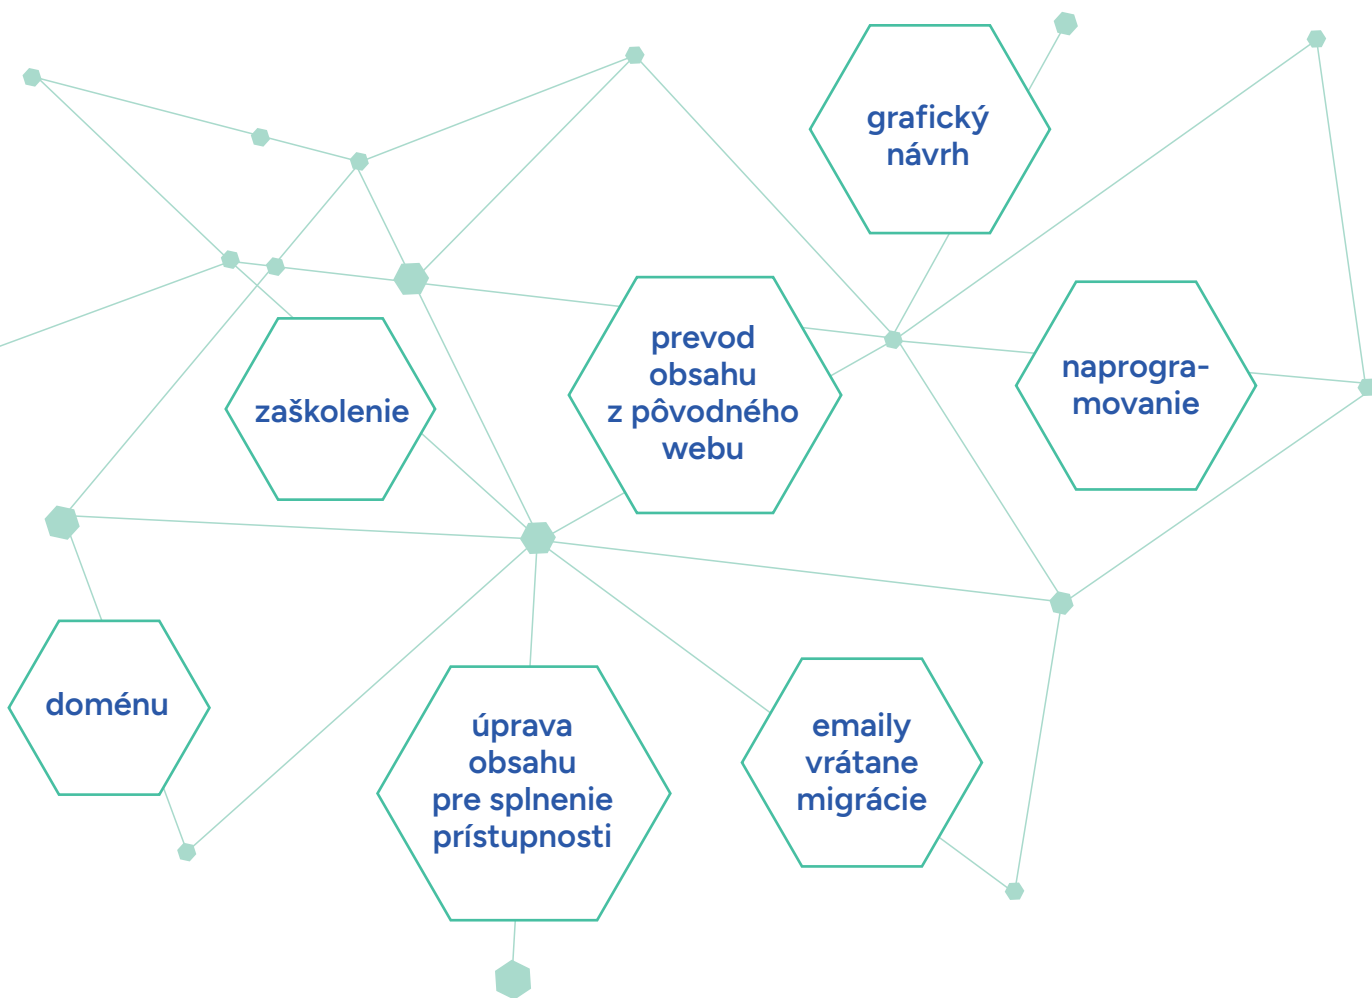 grafický
návrh
prevod
obsahu
z pôvodného
webu
naprogra-
movanie
zaškolenie
doménu
úprava
obsahu
pre splnenie
prístupnosti
emaily
vrátane
migrácie